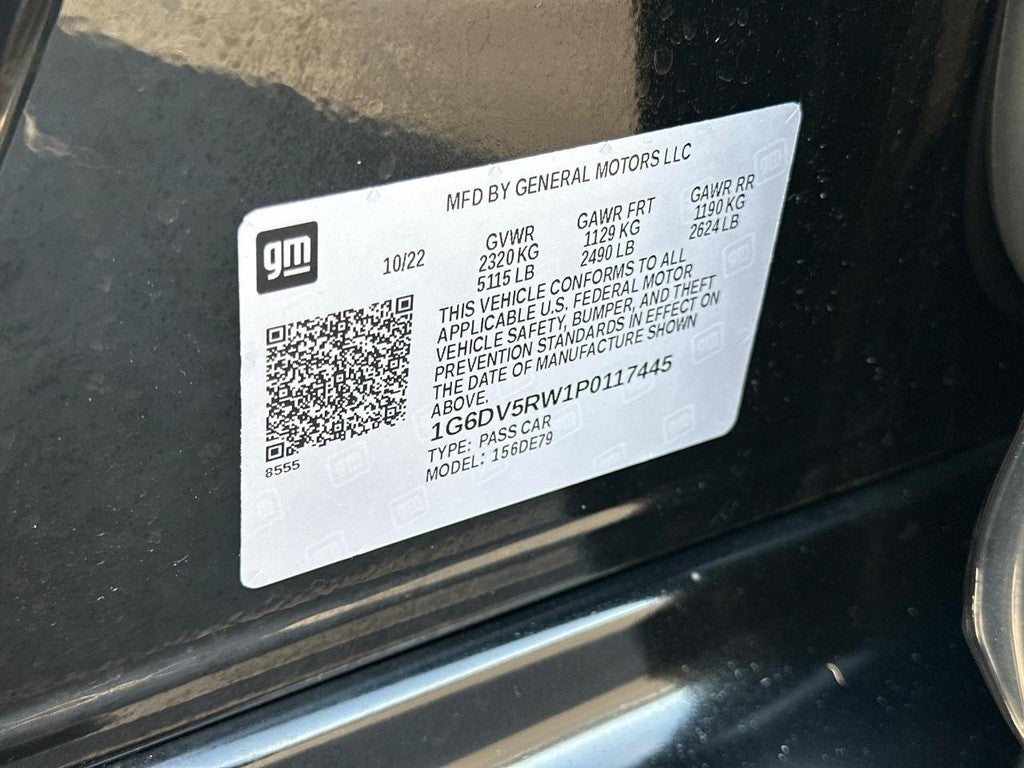 MFD BY GENERAL MOTORS LLC
gm
10/22
GVWR
2320 KG
5115 LB
GAWR FRT
1129 KG
2490 LB
GAWR RR
1190 KG
2624 LB
THIS VEHICLE CONFORMS TO ALL
APPLICABLE U.S. FEDERAL MOTOR
VEHICLE SAFETY, BUMPER, AND THEFT
PREVENTION STANDARDS IN EFFECT ON
THE DATE OF MANUFACTURE SHOWN
ABOVE.
1G6DV5RW1P0117445
TYPE: PASS CAR
MODEL: 156DE79
8555